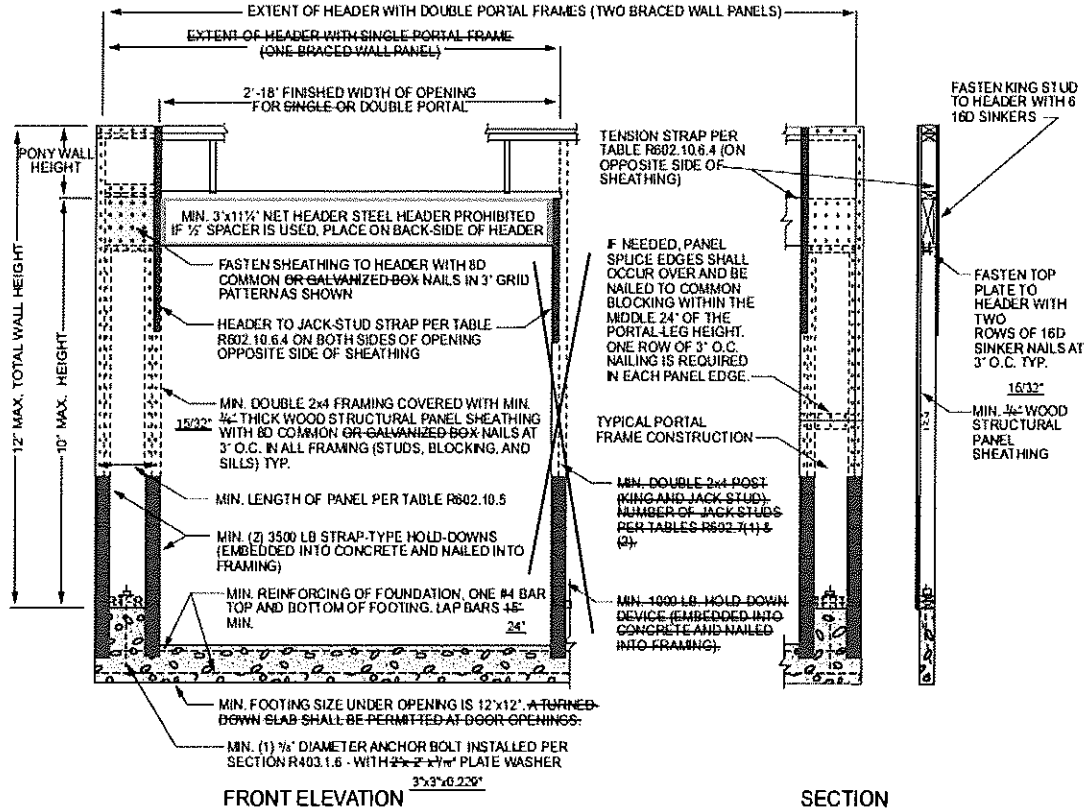 EXTENT OF HEADER WITH DOUBLE PORTAL FRAMES (TWO BRACED WALL PANELS)
EXTENT OF HEADER WITH SINGLE PORTAL FRAME
(ONE BRACED WALL PANEL)
2'-18' FINISHED WIDTH OF OPENING
FOR SINGLE OR DOUBLE PORTAL
PONY WALL
HEIGHT
12" MAX. TOTAL WALL HEIGHT
10" MAX. HEIGHT
MIN. 3"x11¼" NET HEADER STEEL HEADER PROHIBITED
IF ½" SPACER IS USED, PLACE ON BACK-SIDE OF HEADER
FASTEN SHEATHING TO HEADER WITH 8D
COMMON OR GALVANIZED BOX NAILS IN 3" GRID
PATTERN AS SHOWN
HEADER TO JACK-STUD STRAP PER TABLE
R602.10.6.4 ON BOTH SIDES OF OPENING
OPPOSITE SIDE OF SHEATHING
MIN. DOUBLE 2x4 FRAMING COVERED WITH MIN.
THICK WOOD STRUCTURAL PANEL SHEATHING
15/32"
WITH 8D COMMON OR GALVANIZED BOX NAILS AT
3" O.C. IN ALL FRAMING (STUDS, BLOCKING, AND
SILLS) TYP.
MIN. LENGTH OF PANEL PER TABLE R602.10.5
MIN. (2) 3500 LB STRAP-TYPE HOLD-DOWNS
(EMBEDDED INTO CONCRETE AND NAILED INTO
FRAMING)
MIN. REINFORCING OF FOUNDATION, ONE #4 BAR
TOP AND BOTTOM OF FOOTING. LAP BARS 15"
MIN.
24"
MIN. FOOTING SIZE UNDER OPENING IS 12"x12". A TURNED-
DOWN SLAB SHALL BE PERMITTED AT DOOR OPENINGS.
MIN. (1) ⅝" DIAMETER ANCHOR BOLT INSTALLED PER
SECTION R403.1.6 - WITH 2"x 2"x 3/16" PLATE WASHER
3"x3"x0.229"
FRONT ELEVATION
TENSION STRAP PER
TABLE R602.10.6.4 (ON
OPPOSITE SIDE OF
SHEATHING)
IF NEEDED, PANEL
SPLICE EDGES SHALL
OCCUR OVER AND BE
NAILED TO COMMON
BLOCKING WITHIN THE
MIDDLE 24" OF THE
PORTAL-LEG HEIGHT.
ONE ROW OF 3" O.C.
NAILING IS REQUIRED
IN EACH PANEL EDGE.
TYPICAL PORTAL
FRAME CONSTRUCTION
MIN. DOUBLE 2x4 POST
(KING AND JACK STUD).
NUMBER OF JACK STUDS
PER TABLES R502.7(1) &
(2).
MIN. 1000 LB. HOLD-DOWN
DEVICE (EMBEDDED INTO
CONCRETE AND NAILED
INTO FRAMING).
FASTEN KING STUD
TO HEADER WITH 6
16D SINKERS
FASTEN TOP
PLATE TO
HEADER WITH
TWO
ROWS OF 16D
SINKER NAILS AT
3" O.C. TYP.
15/32"
MIN. WOOD
STRUCTURAL
PANEL
SHEATHING
SECTION